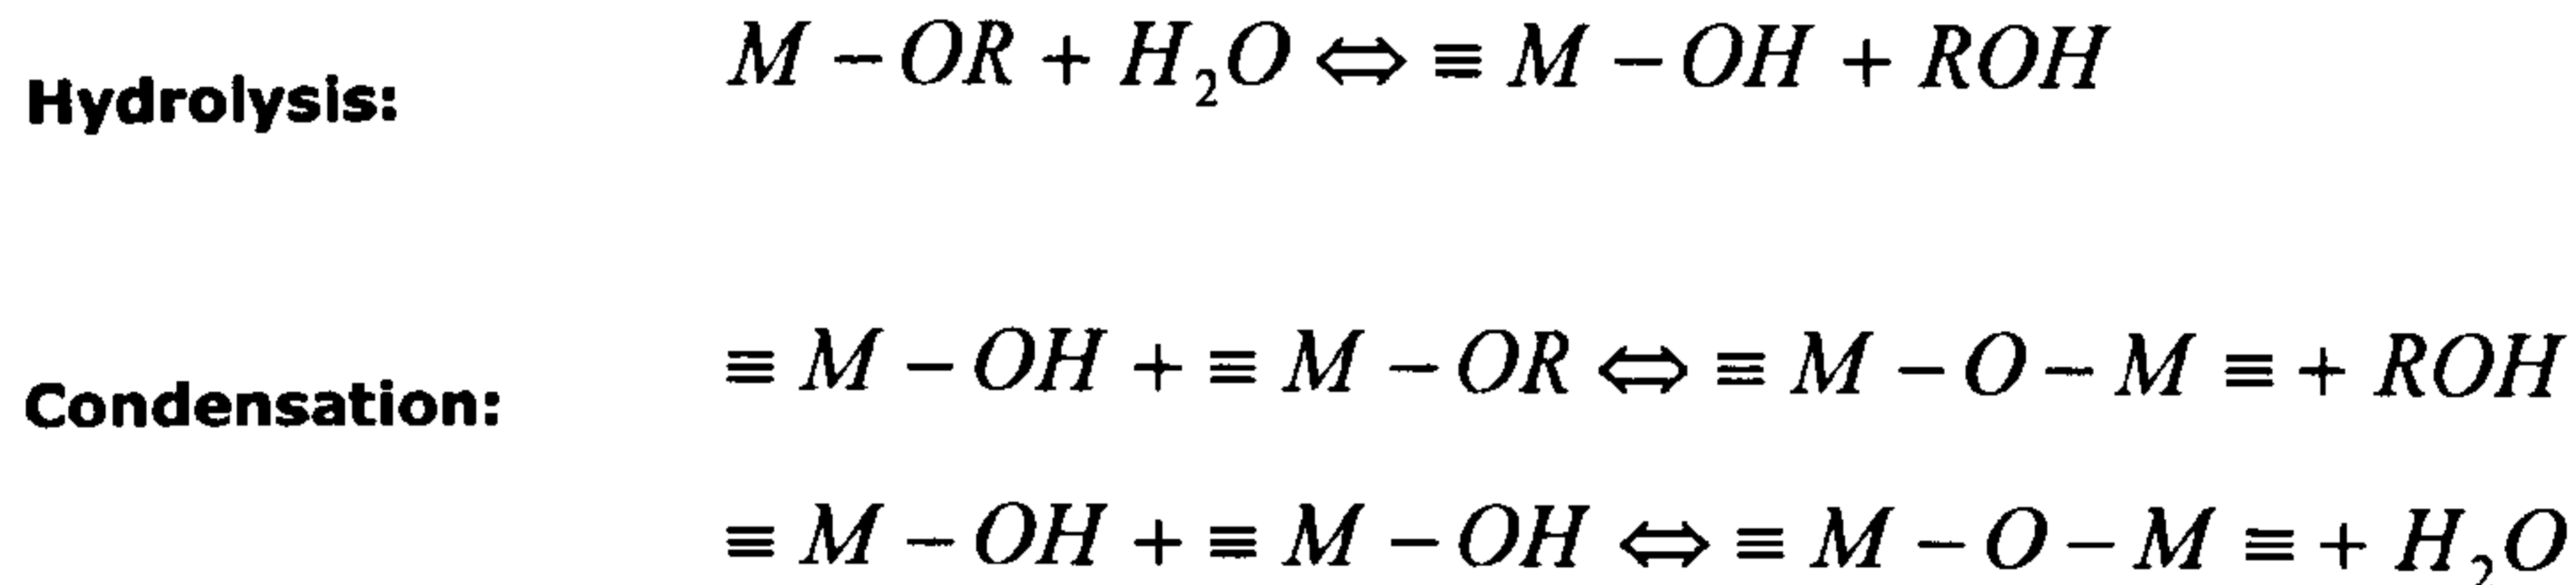 Hydrolysis: M – OR + H₂O ⇔ ≡ M – OH + ROH
Condensation: ≡ M – OH + ≡ M – OR ⇔ ≡ M – O – M ≡ + ROH
≡ M – OH + ≡ M – OH ⇔ ≡ M – O – M ≡ + H₂O